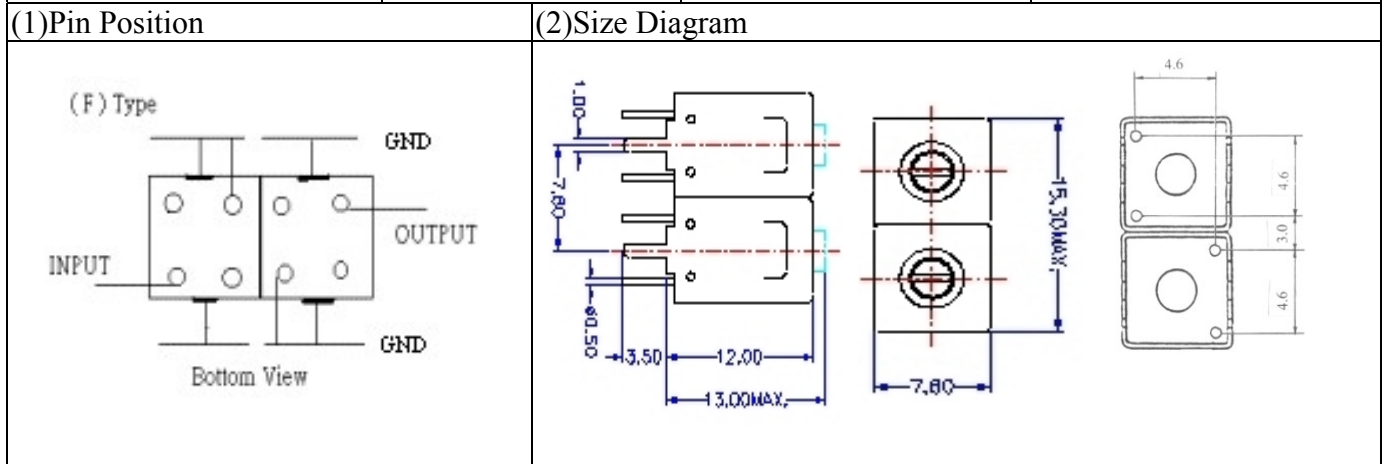 (1)Pin Position
(2)Size Diagram
(F) Type
GND
OUTPUT
INPUT
GND
Bottom View
1.00
7.80
ø0.50
3.50
12.00
13.00MAX.
15.30MAX.
7.80
4.6
4.6
3.0
4.6